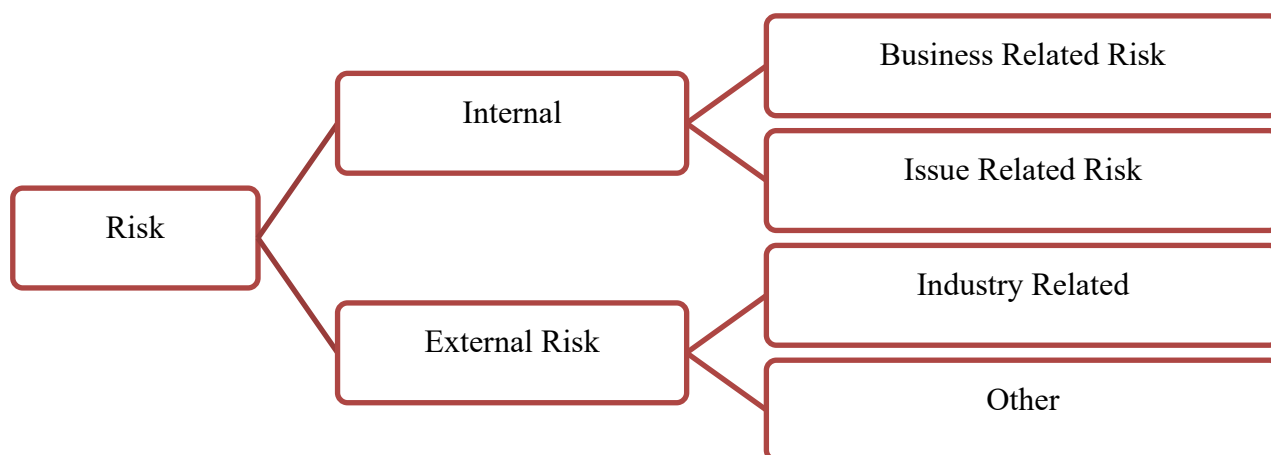 Risk
Internal
Business Related Risk
Issue Related Risk
External Risk
Industry Related
Other